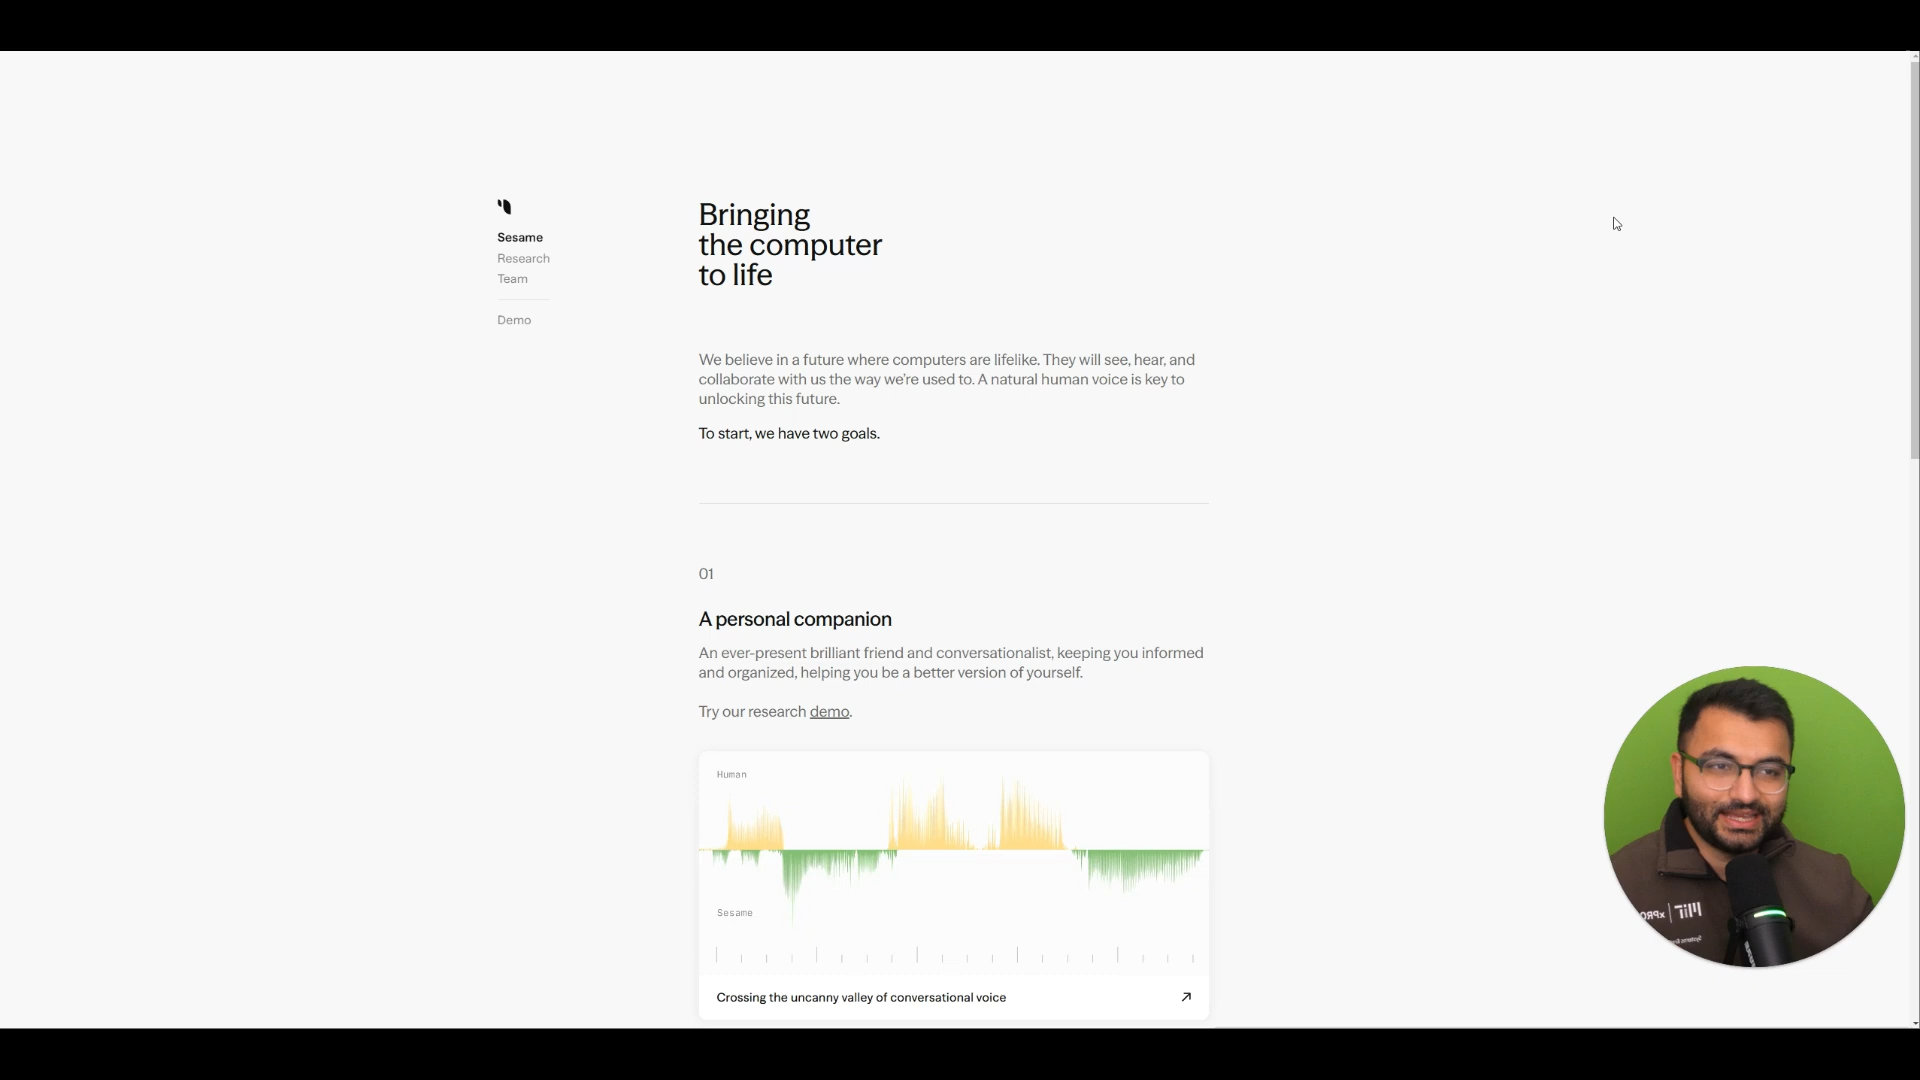 Sesame
Research
Team
Demo
Bringing
the computer
to life
We believe in a future where computers are lifelike. They will see, hear, and
collaborate with us the way we're used to. A natural human voice is key to
unlocking this future.
To start, we have two goals.
01
A personal companion
An ever-present brilliant friend and conversationalist, keeping you informed
and organized, helping you be a better version of yourself.
Try our research demo.
Human
Sesame
Crossing the uncanny valley of conversational voice
MIT | xPRO